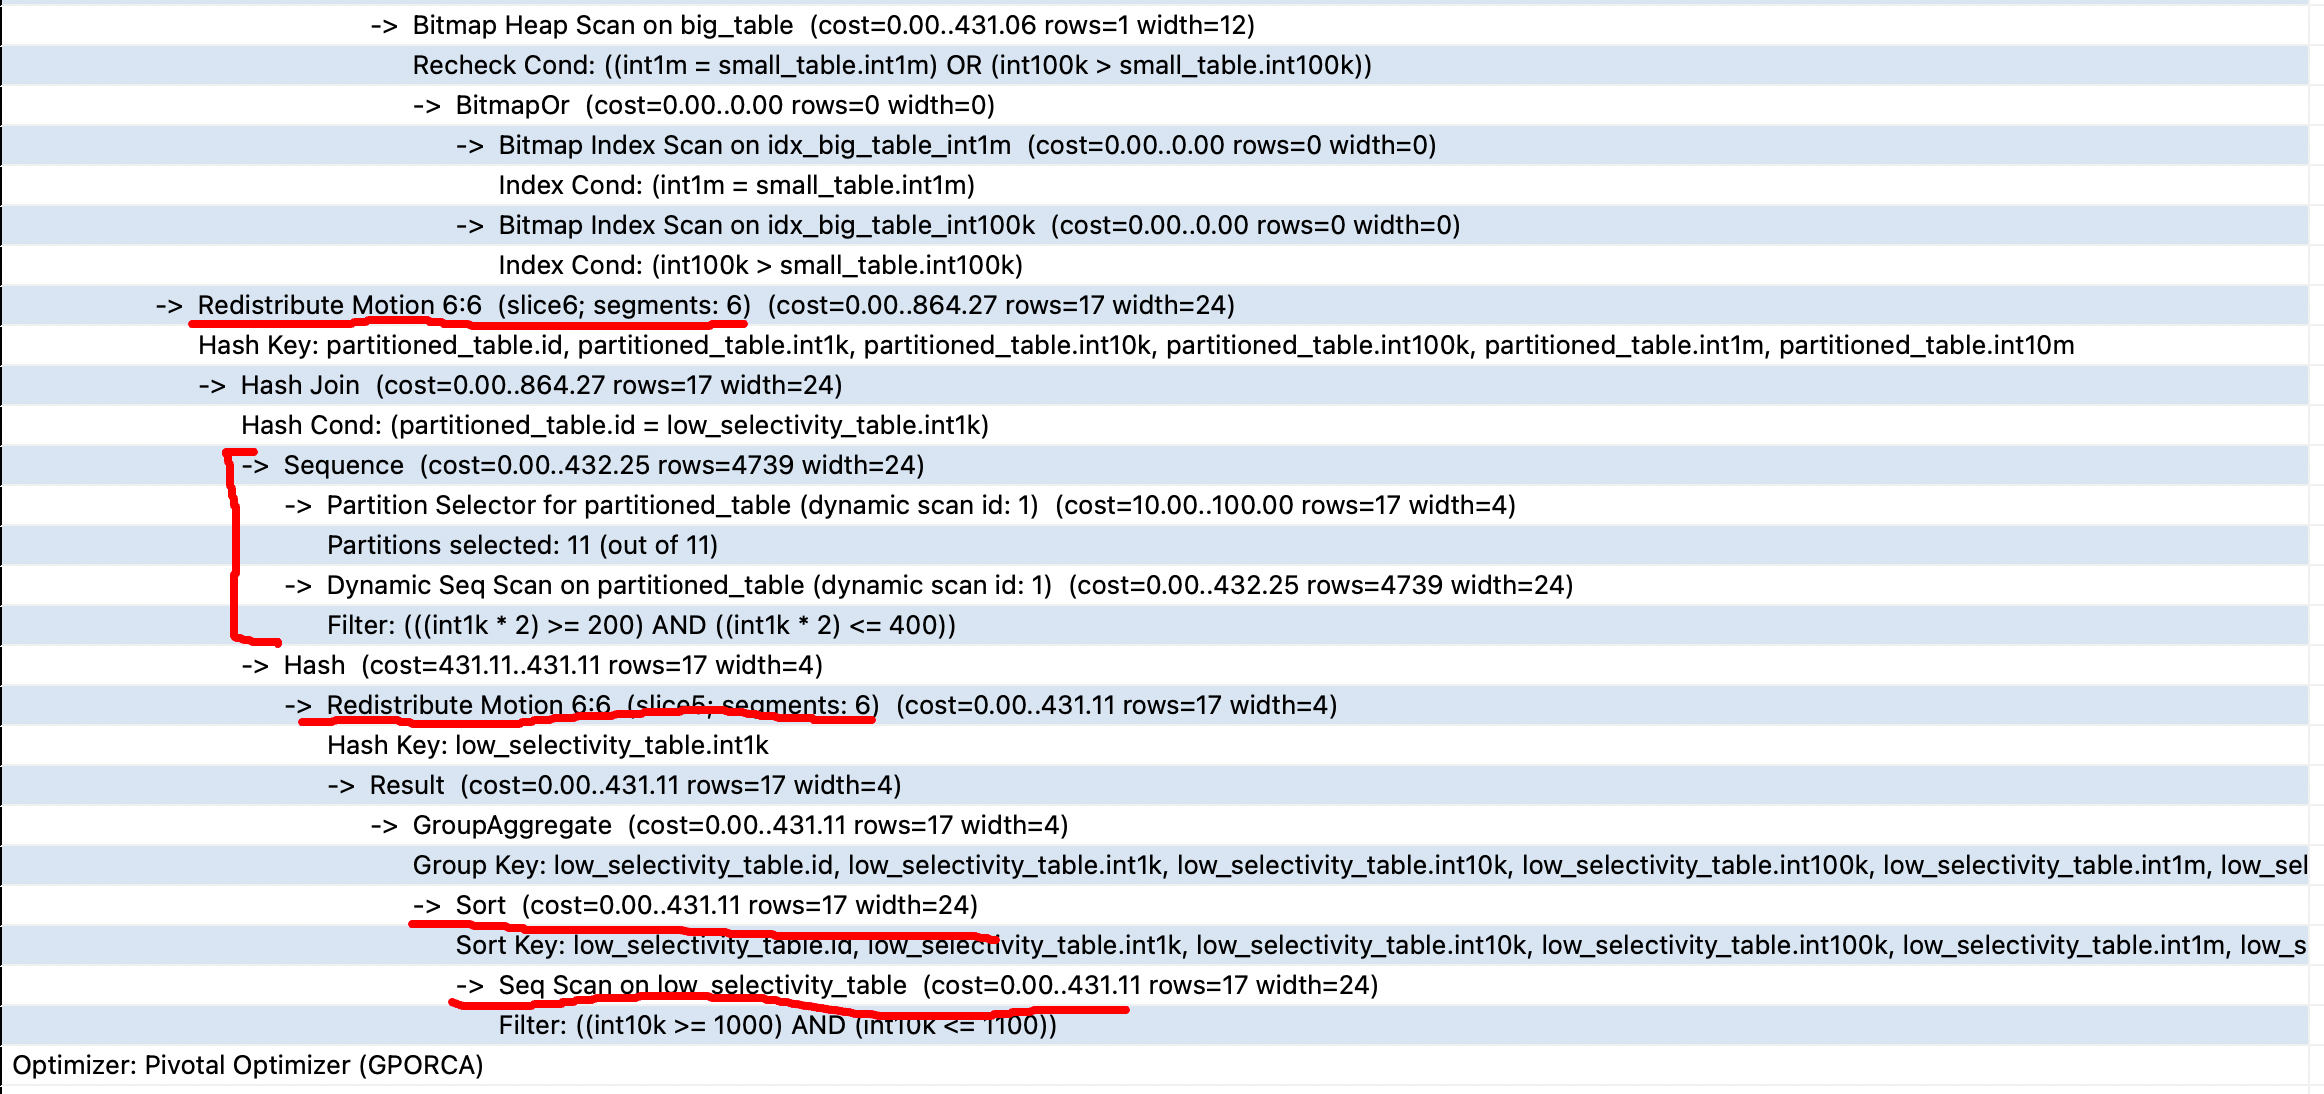 -> Bitmap Heap Scan on big_table (cost=0.00..431.06 rows=1 width=12)
Recheck Cond: ((int1m = small_table.int1m) OR (int100k > small_table.int100k))
-> BitmapOr (cost=0.00..0.00 rows=0 width=0)
-> Bitmap Index Scan on idx_big_table_int1m (cost=0.00..0.00 rows=0 width=0)
Index Cond: (int1m = small_table.int1m)
-> Bitmap Index Scan on idx_big_table_int100k (cost=0.00..0.00 rows=0 width=0)
Index Cond: (int100k > small_table.int100k)
-> Redistribute Motion 6:6 (slice6; segments: 6) (cost=0.00..864.27 rows=17 width=24)
Hash Key: partitioned_table.id, partitioned_table.int1k, partitioned_table.int10k, partitioned_table.int100k, partitioned_table.int1m, partitioned_table.int10m
-> Hash Join (cost=0.00..864.27 rows=17 width=24)
Hash Cond: (partitioned_table.id = low_selectivity_table.int1k)
-> Sequence (cost=0.00..432.25 rows=4739 width=24)
-> Partition Selector for partitioned_table (dynamic scan id: 1) (cost=10.00..100.00 rows=17 width=4)
Partitions selected: 11 (out of 11)
-> Dynamic Seq Scan on partitioned_table (dynamic scan id: 1) (cost=0.00..432.25 rows=4739 width=24)
Filter: (((int1k * 2) >= 200) AND ((int1k * 2) <= 400))
-> Hash (cost=431.11..431.11 rows=17 width=4)
-> Redistribute Motion 6:6 (slice5; segments: 6) (cost=0.00..431.11 rows=17 width=4)
Hash Key: low_selectivity_table.int1k
-> Result (cost=0.00..431.11 rows=17 width=4)
-> GroupAggregate (cost=0.00..431.11 rows=17 width=4)
Group Key: low_selectivity_table.id, low_selectivity_table.int1k, low_selectivity_table.int10k, low_selectivity_table.int100k, low_selectivity_table.int1m, low_sel
-> Sort (cost=0.00..431.11 rows=17 width=24)
Sort Key: low_selectivity_table.id, low_selectivity_table.int1k, low_selectivity_table.int10k, low_selectivity_table.int100k, low_selectivity_table.int1m, low_s
-> Seq Scan on low_selectivity_table (cost=0.00..431.11 rows=17 width=24)
Filter: ((int10k >= 1000) AND (int10k <= 1100))
Optimizer: Pivotal Optimizer (GPORCA)